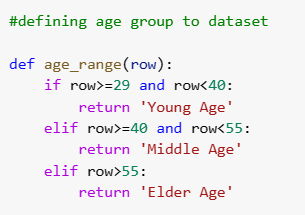 #defining age group to dataset
def age_range(row):
    if row>=29 and row<40:
        return 'Young Age'
    elif row>=40 and row<55:
        return 'Middle Age'
    elif row>55:
        return 'Elder Age'